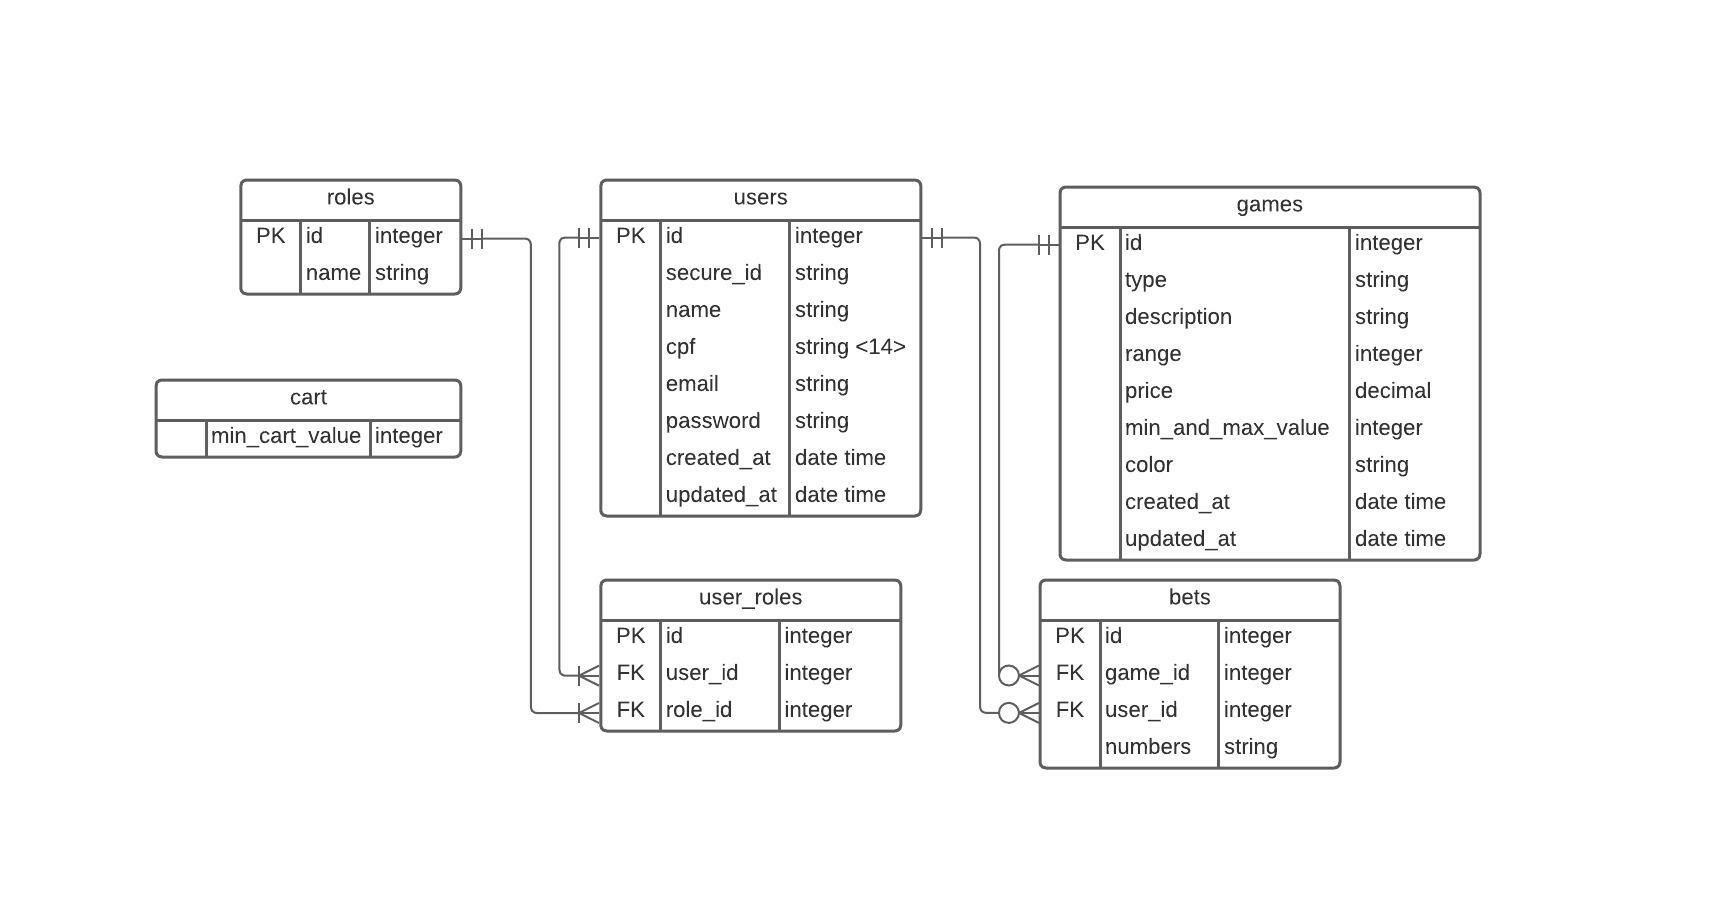 roles
PK id integer
name string
cart
min_cart_value integer
users
PK id integer
secure_id string
name string
cpf string <14>
email string
password string
created_at date time
updated_at date time
games
PK id integer
type string
description string
range integer
price decimal
min_and_max_value integer
color string
created_at date time
updated_at date time
user_roles
PK id integer
FK user_id integer
FK role_id integer
bets
PK id integer
FK game_id integer
FK user_id integer
numbers string